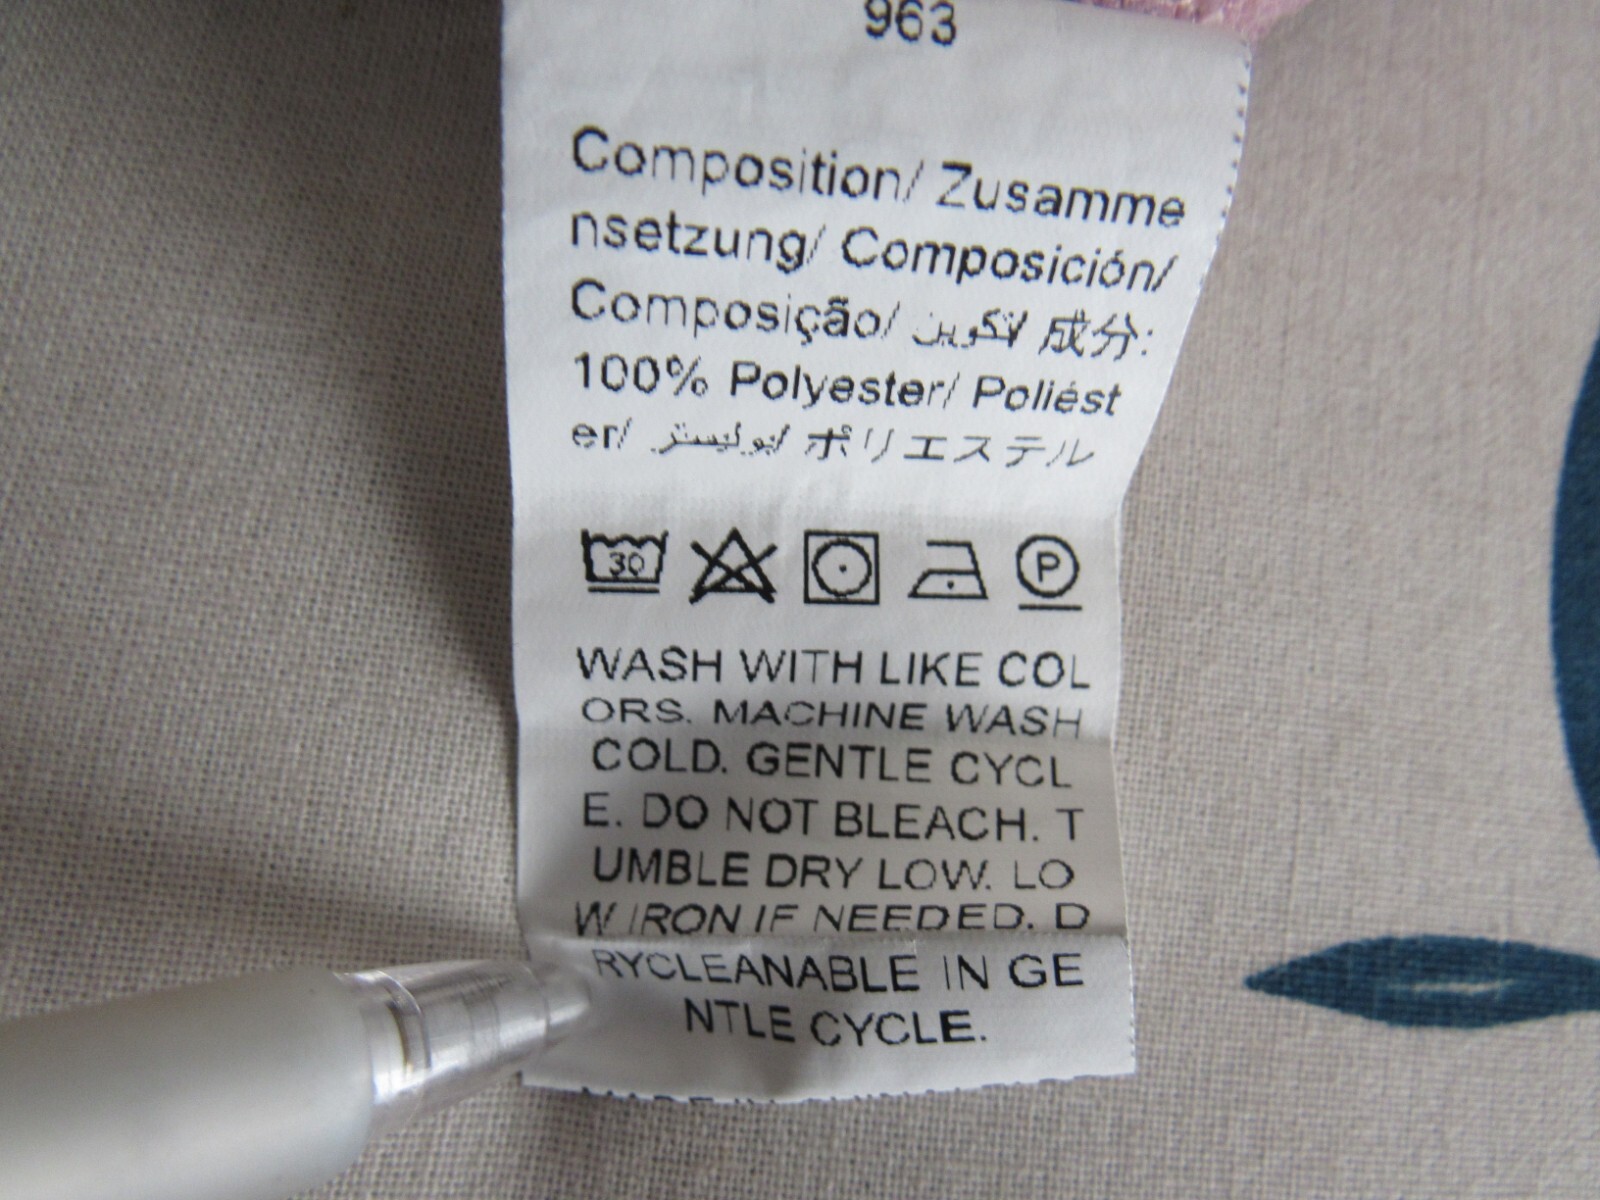 963
Composition/ Zusamme
nsetzung/ Composición/
Composição/ التكوين/ 成分:
100% Polyester/ Poliést
er/ البوليستر/ ポリエステル
30
P
WASH WITH LIKE COL
ORS. MACHINE WASH
COLD. GENTLE CYCL
E. DO NOT BLEACH. T
UMBLE DRY LOW. LO
W IRON IF NEEDED. D
RYCLEANABLE IN GE
NTLE CYCLE.